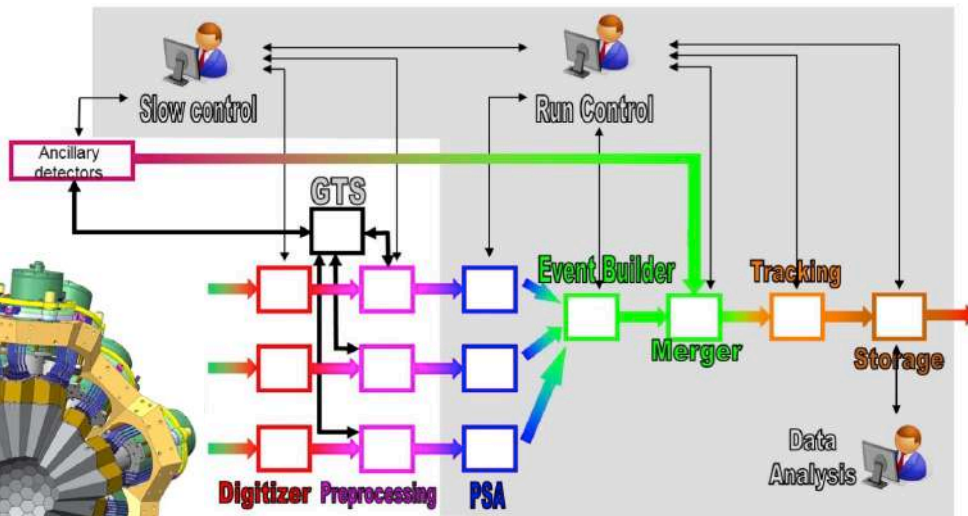 Slow control
Run Control
Ancillary
detectors
GTS
Event Builder
Tracking
Merger
Storage
Data
Analysis
Digitizer
Preprocessing
PSA